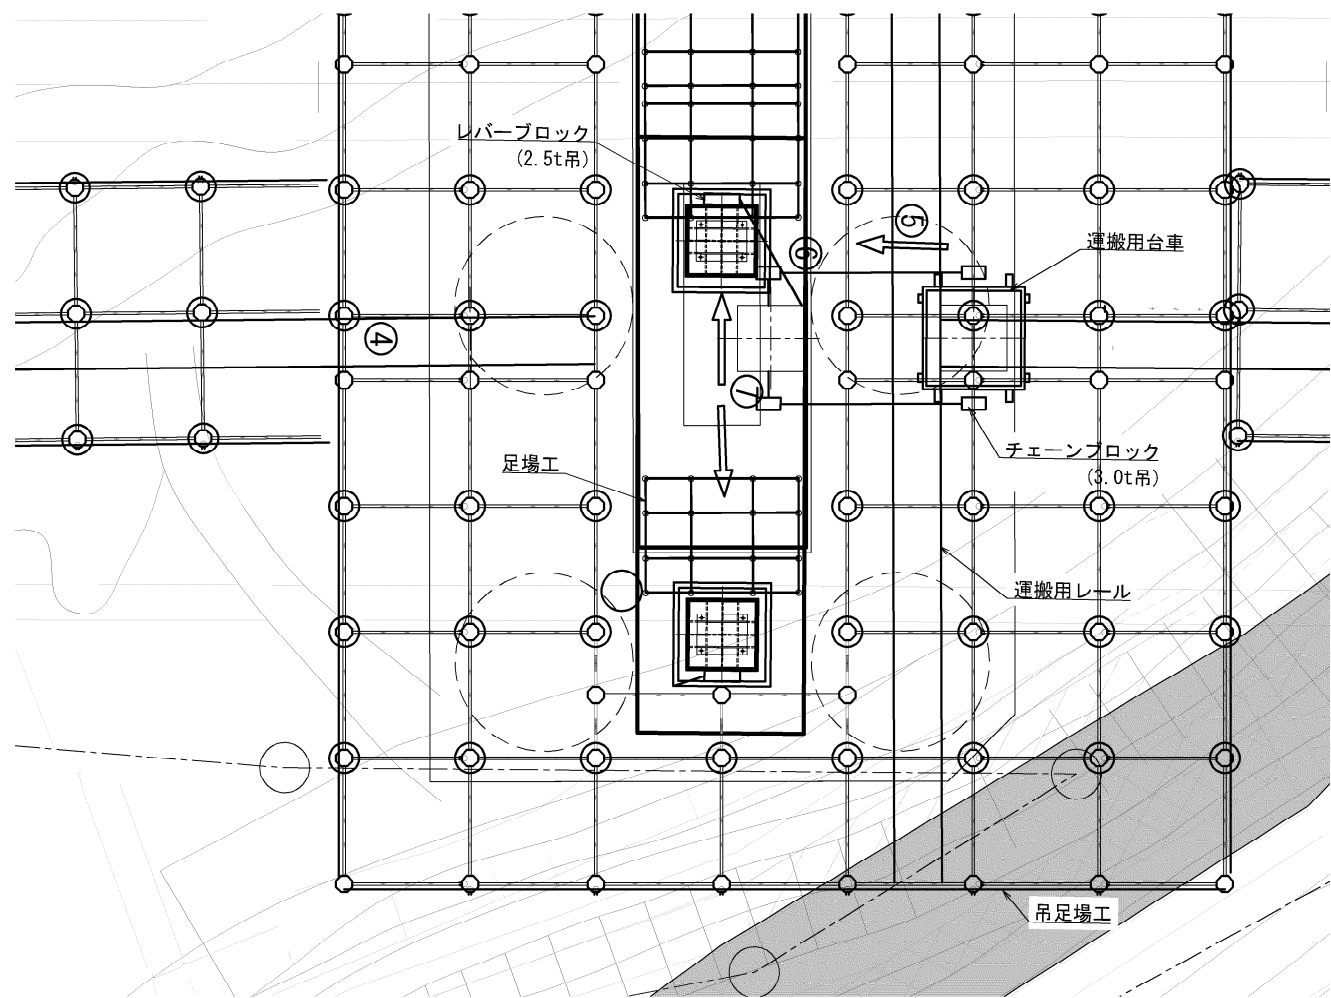 レバーブロック
(2.5t吊)
⑤
運搬用台車
⑥
④
⑦
チェーンブロック
(3.0t吊)
足場工
運搬用レール
吊足場工